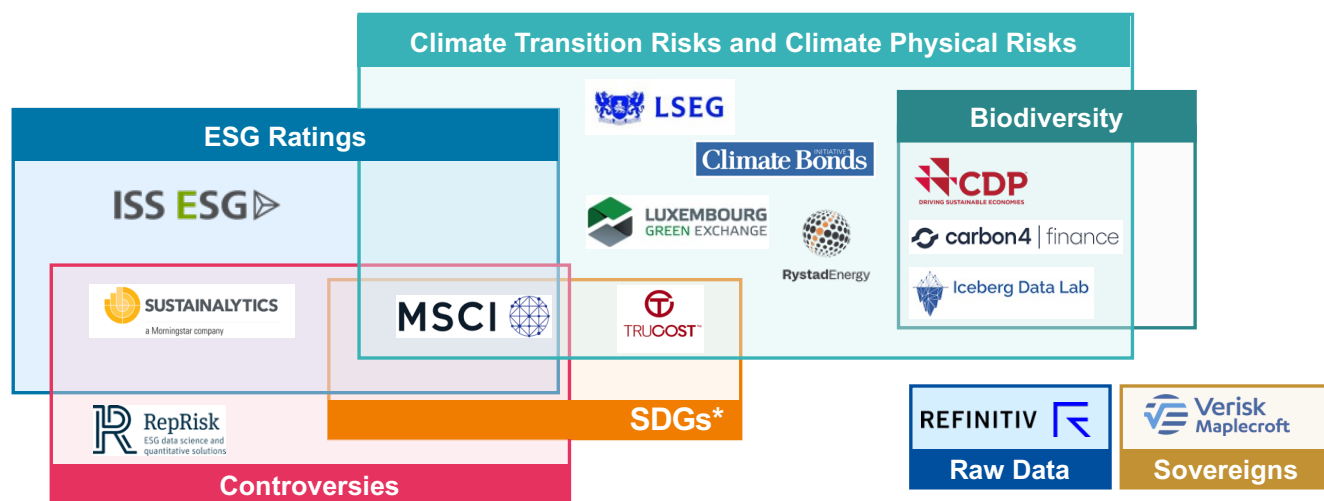 Climate Transition Risks and Climate Physical Risks
LSEG
Biodiversity
ESG Ratings
INITIATIVE
Climate Bonds
CDP
DRIVING SUSTAINABLE ECONOMIES
ISS ESG
LUXEMBOURG
GREEN EXCHANGE
carbon4 | finance
RystadEnergy
Iceberg Data Lab
SUSTAINALYTICS
a Morningstar company
MSCI
TRUCOST™
RepRisk
ESG data science and
quantitative solutions
SDGs*
REFINITIV
Verisk
Maplecroft
Raw Data
Sovereigns
Controversies